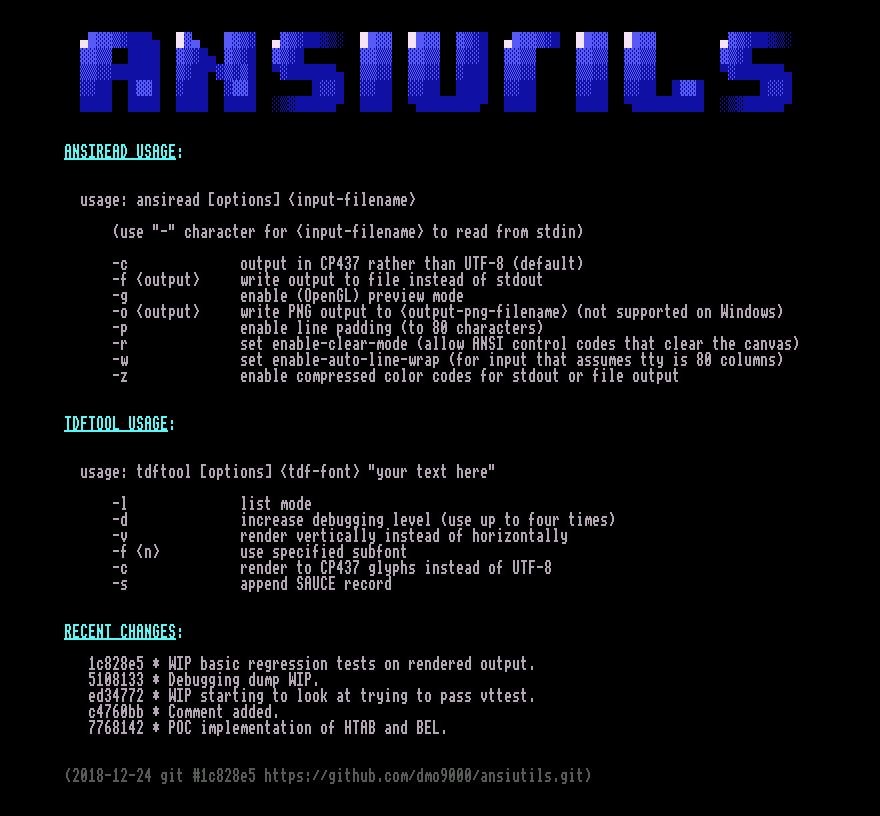 ANSIUTILS
ANSIREAD USAGE:
usage: ansiread [options] <input-filename>
(use "-" character for <input-filename> to read from stdin)
-c output in CP437 rather than UTF-8 (default)
-f <output> write output to file instead of stdout
-g enable (OpenGL) preview mode
-o <output> write PNG output to <output-png-filename> (not supported on Windows)
-p enable line padding (to 80 characters)
-r set enable-clear-mode (allow ANSI control codes that clear the canvas)
-w set enable-auto-line-wrap (for input that assumes tty is 80 columns)
-z enable compressed color codes for stdout or file output
TDFTOOL USAGE:
usage: tdftool [options] <tdf-font> "your text here"
-l list mode
-d increase debugging level (use up to four times)
-v render vertically instead of horizontally
-f <n> use specified subfont
-c render to CP437 glyphs instead of UTF-8
-s append SAUCE record
RECENT CHANGES:
1c828e5 * WIP basic regression tests on rendered output.
5108133 * Debugging dump WIP.
ed34772 * WIP starting to look at trying to pass vttest.
c4760bb * Comment added.
7768142 * POC implementation of HTAB and BEL.
(2018-12-24 git #1c828e5 https://github.com/dmo9000/ansiutils.git)